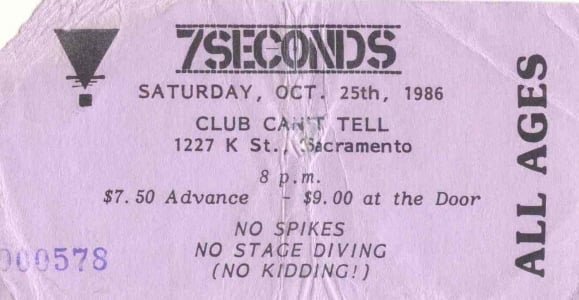 7SECONDS
SATURDAY, OCT. 25th, 1986
CLUB CAN'T TELL
1227 K St., Sacramento
8 p.m.
$7.50 Advance - $9.00 at the Door
NO SPIKES
NO STAGE DIVING
(NO KIDDING!)
000578
ALL AGES